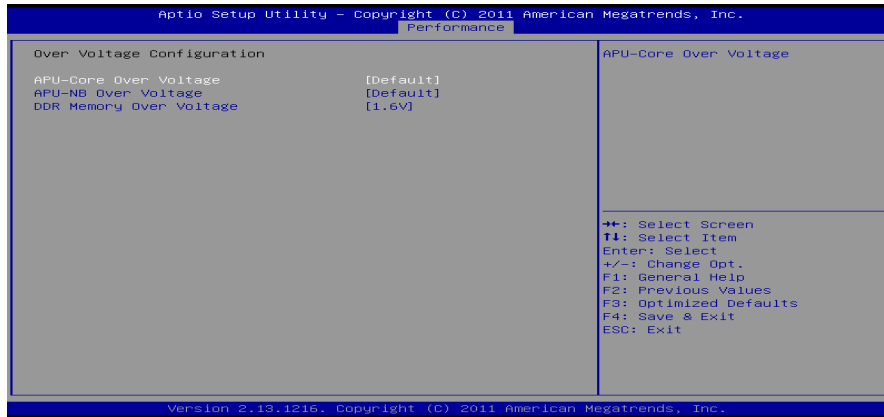 Aptio Setup Utility – Copyright (C) 2011 American Megatrends, Inc.
Performance
Over Voltage Configuration
APU-Core Over Voltage [Default]
APU-NB Over Voltage [Default]
DDR Memory Over Voltage [1.6V]
APU-Core Over Voltage
→←: Select Screen
↑↓: Select Item
Enter: Select
+/-: Change Opt.
F1: General Help
F2: Previous Values
F3: Optimized Defaults
F4: Save & Exit
ESC: Exit
Version 2.13.1216. Copyright (C) 2011 American Megatrends, Inc.